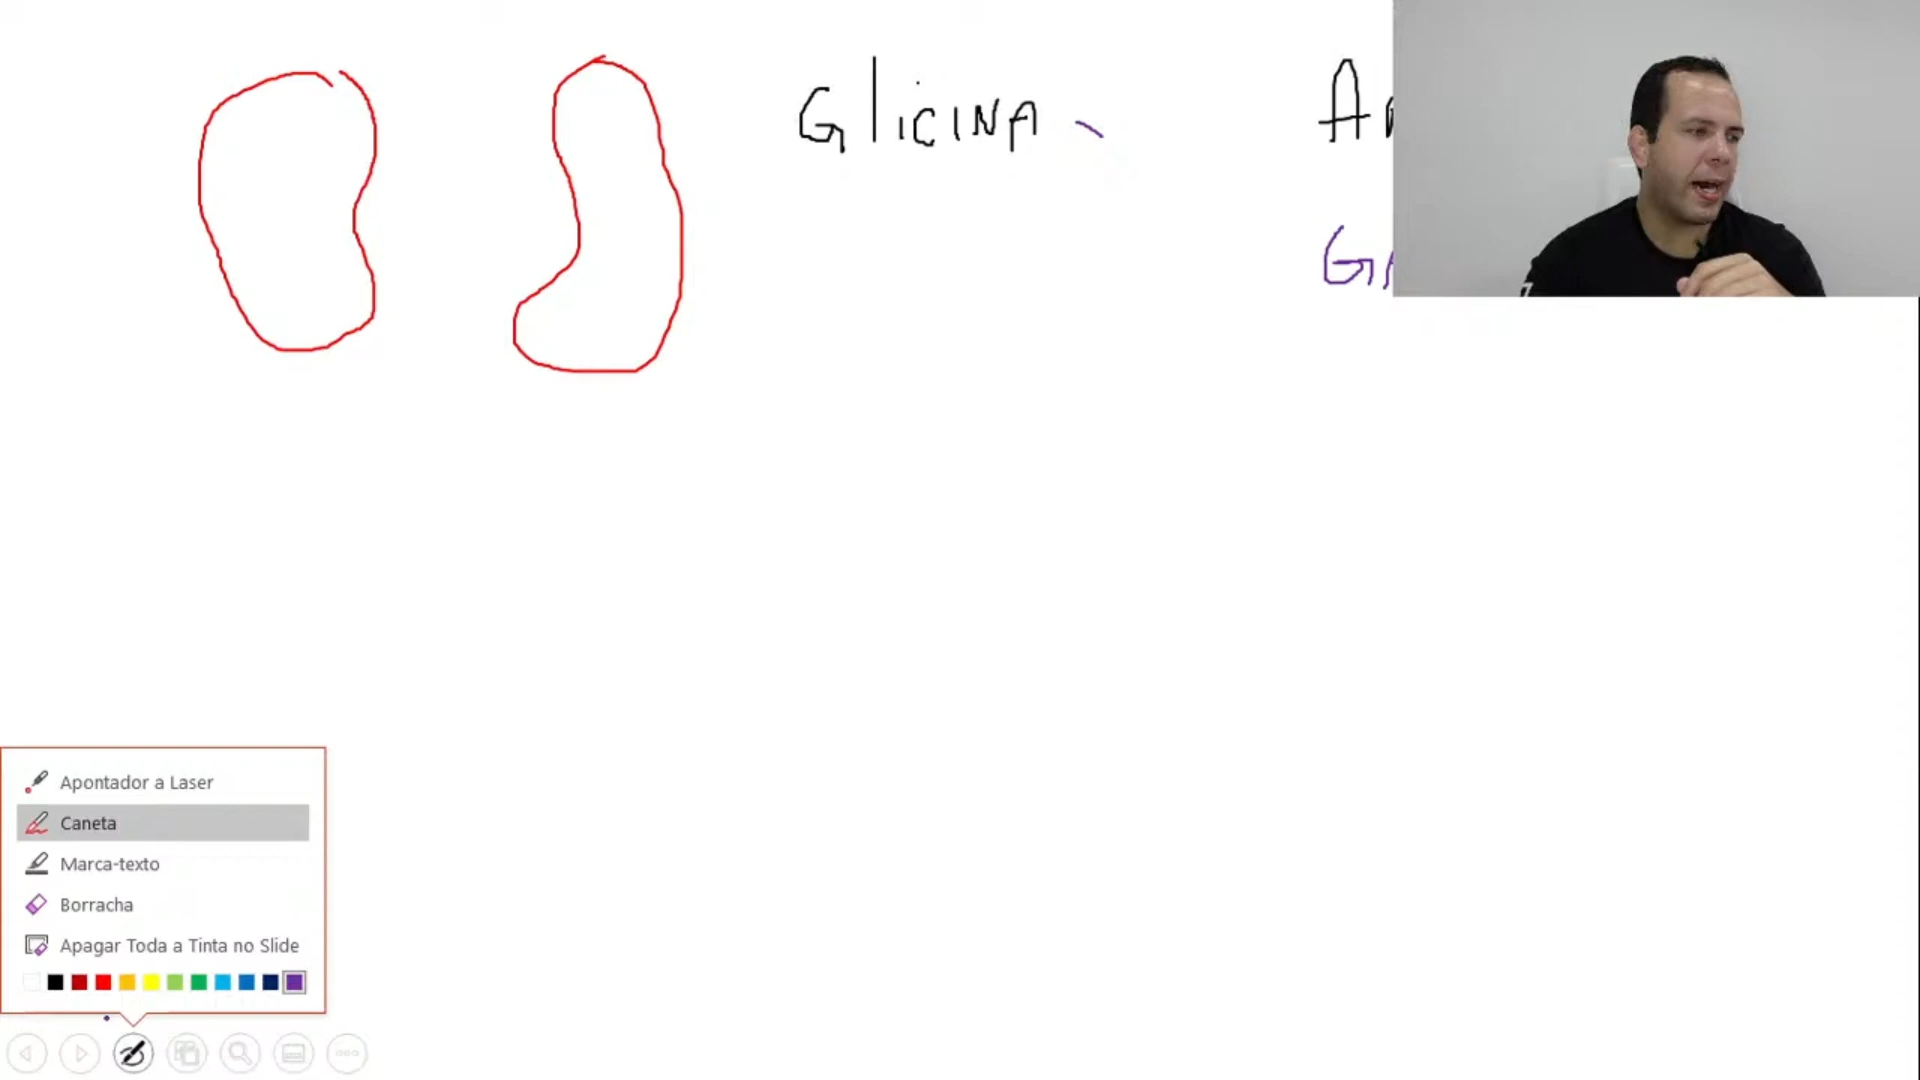 GlicINA
Apontador a Laser
Caneta
Marca-texto
Borracha
Apagar Toda a Tinta no Slide